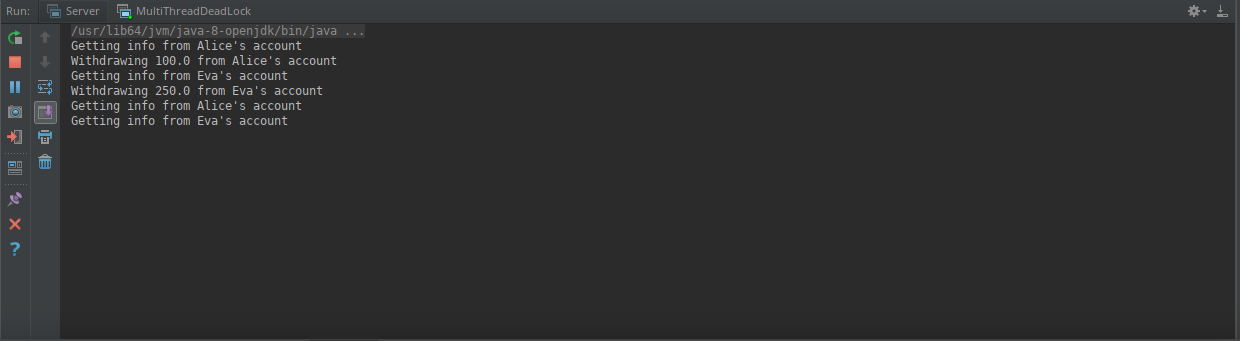 Run: Server MultiThreadDeadLock
/usr/lib64/jvm/java-8-openjdk/bin/java ...
Getting info from Alice's account
Withdrawing 100.0 from Alice's account
Getting info from Eva's account
Withdrawing 250.0 from Eva's account
Getting info from Alice's account
Getting info from Eva's account